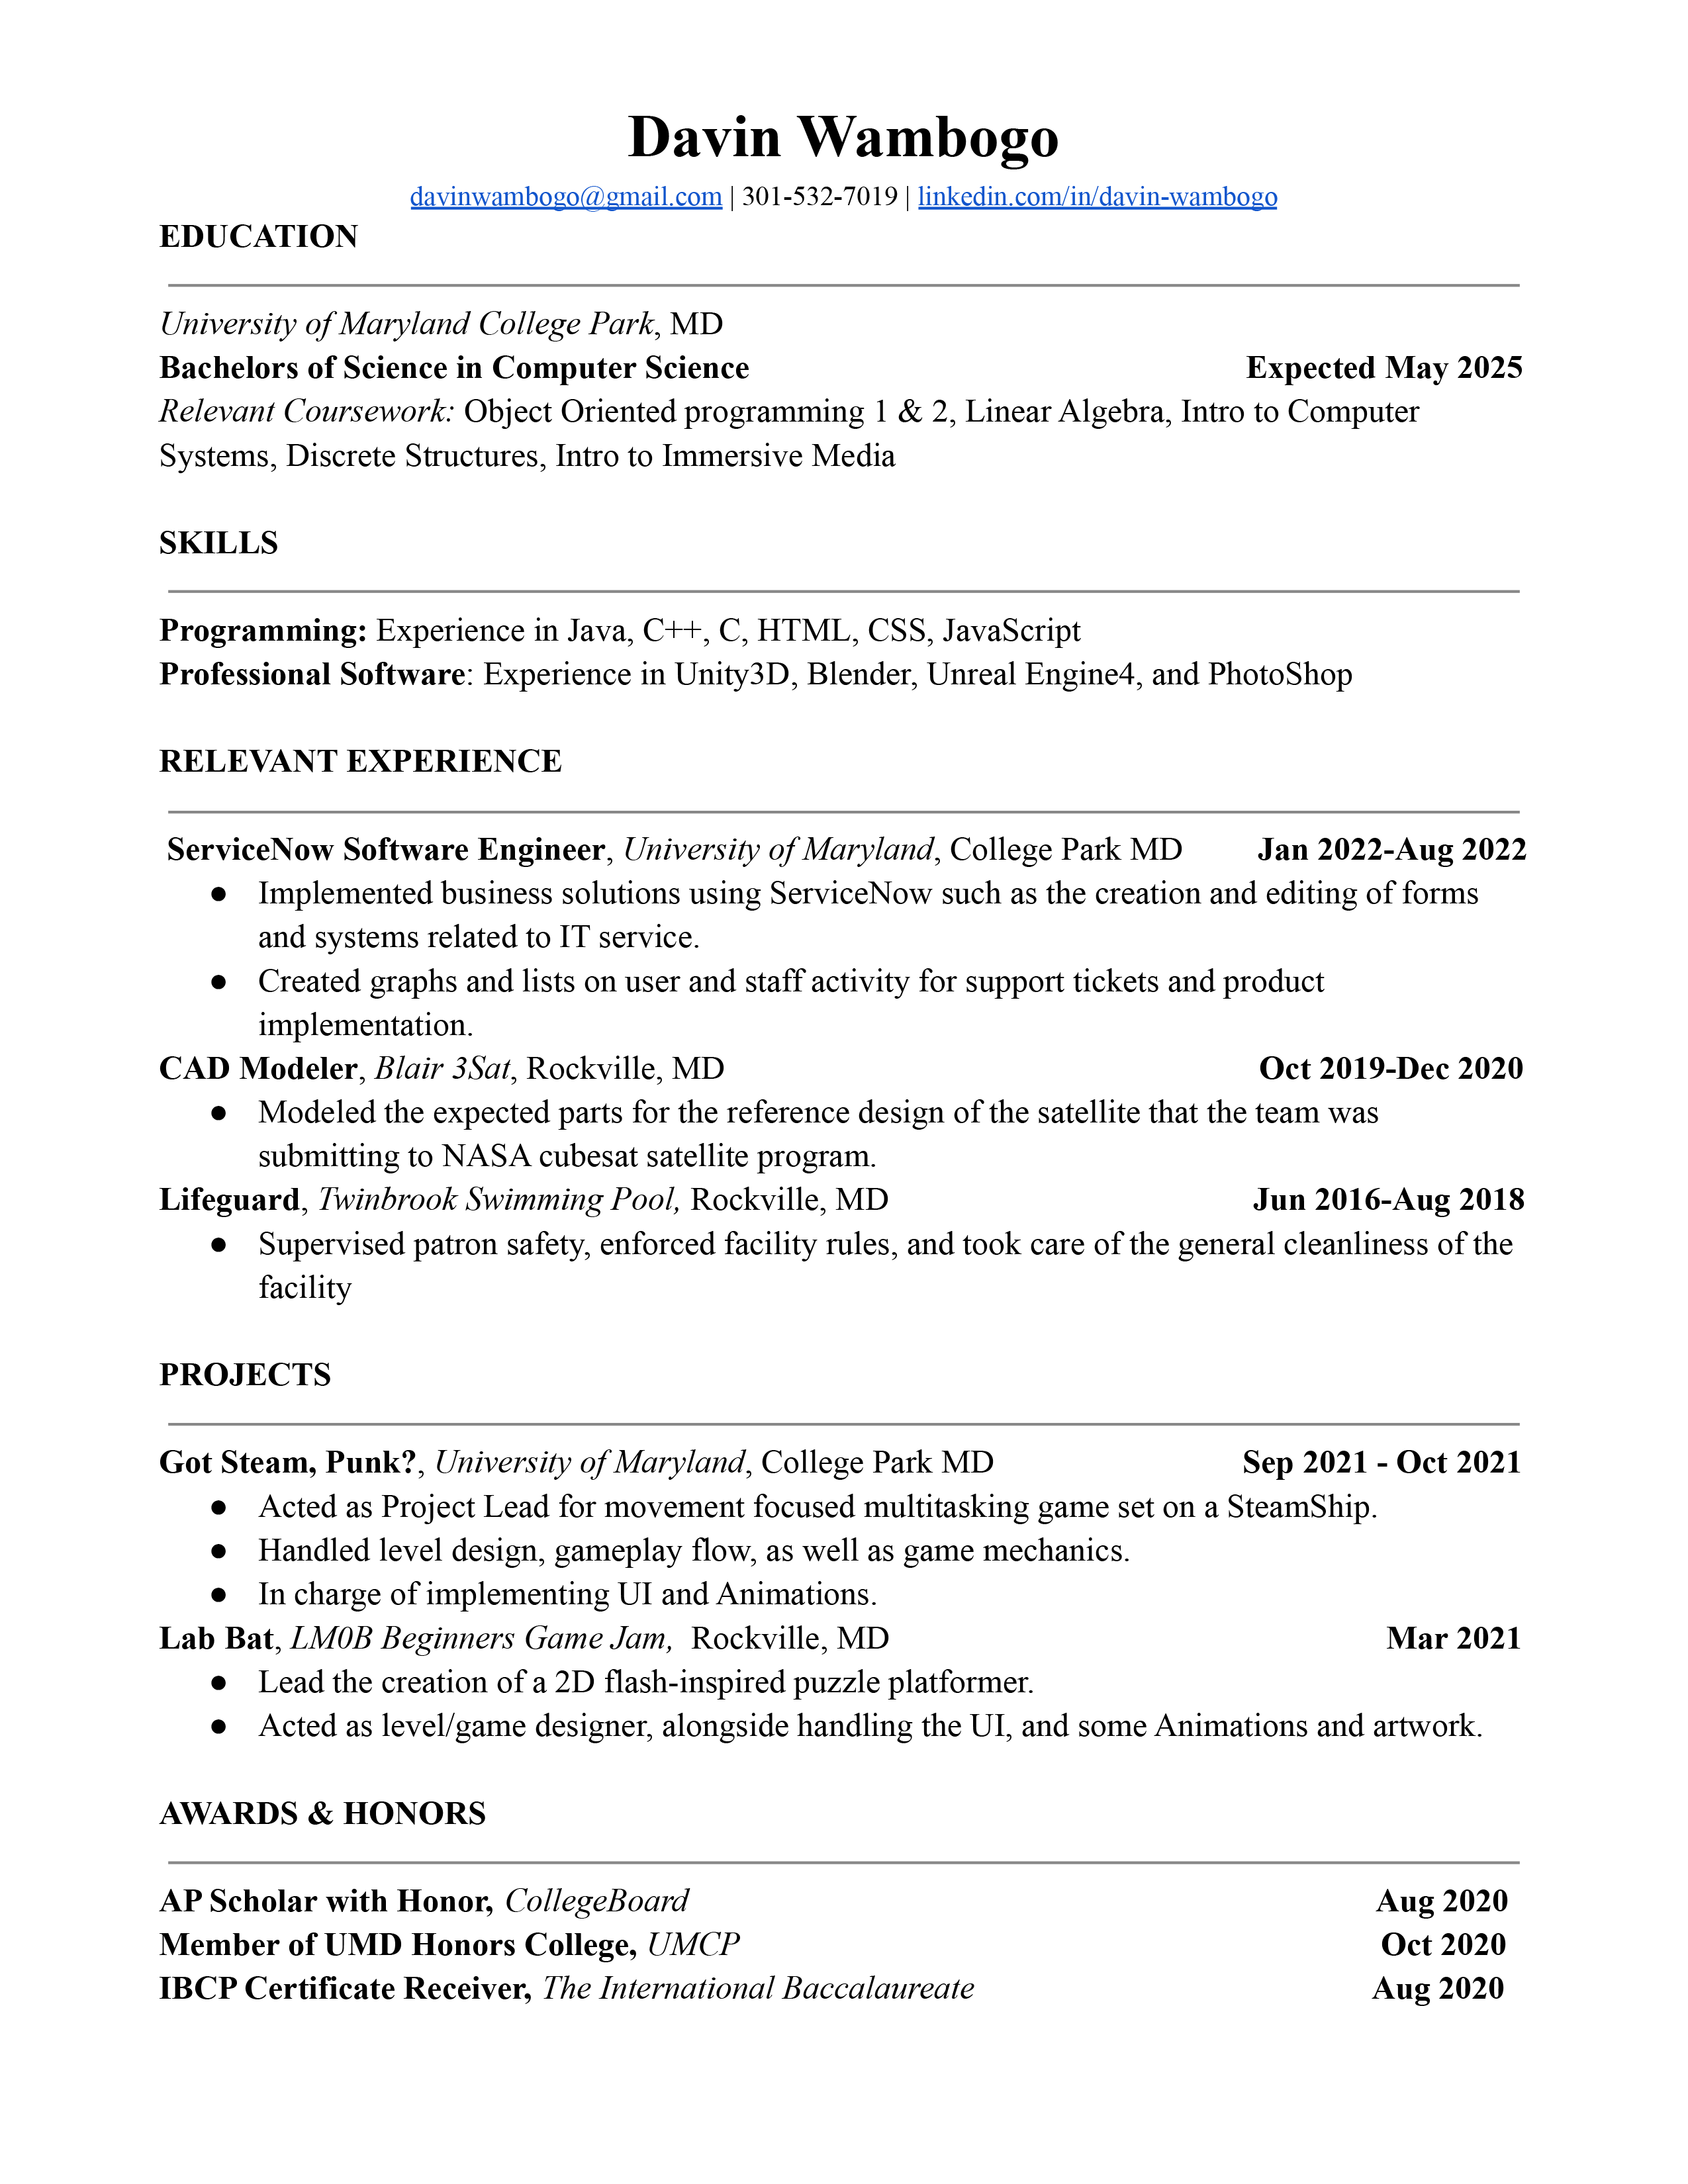 Davin Wambogo
davinwambogo@gmail.com | 301-532-7019 | linkedin.com/in/davin-wambogo
EDUCATION
University of Maryland College Park, MD
Bachelors of Science in Computer Science Expected May 2025
Relevant Coursework: Object Oriented programming 1 & 2, Linear Algebra, Intro to Computer
Systems, Discrete Structures, Intro to Immersive Media
SKILLS
Programming: Experience in Java, C++, C, HTML, CSS, JavaScript
Professional Software: Experience in Unity3D, Blender, Unreal Engine4, and PhotoShop
RELEVANT EXPERIENCE
ServiceNow Software Engineer, University of Maryland, College Park MD Jan 2022-Aug 2022
● Implemented business solutions using ServiceNow such as the creation and editing of forms
and systems related to IT service.
● Created graphs and lists on user and staff activity for support tickets and product
implementation.
CAD Modeler, Blair 3Sat, Rockville, MD Oct 2019-Dec 2020
● Modeled the expected parts for the reference design of the satellite that the team was
submitting to NASA cubesat satellite program.
Lifeguard, Twinbrook Swimming Pool, Rockville, MD Jun 2016-Aug 2018
● Supervised patron safety, enforced facility rules, and took care of the general cleanliness of the
facility
PROJECTS
Got Steam, Punk?, University of Maryland, College Park MD Sep 2021 - Oct 2021
● Acted as Project Lead for movement focused multitasking game set on a SteamShip.
● Handled level design, gameplay flow, as well as game mechanics.
● In charge of implementing UI and Animations.
Lab Bat, LM0B Beginners Game Jam, Rockville, MD Mar 2021
● Lead the creation of a 2D flash-inspired puzzle platformer.
● Acted as level/game designer, alongside handling the UI, and some Animations and artwork.
AWARDS & HONORS
AP Scholar with Honor, CollegeBoard Aug 2020
Member of UMD Honors College, UMCP Oct 2020
IBCP Certificate Receiver, The International Baccalaureate Aug 2020